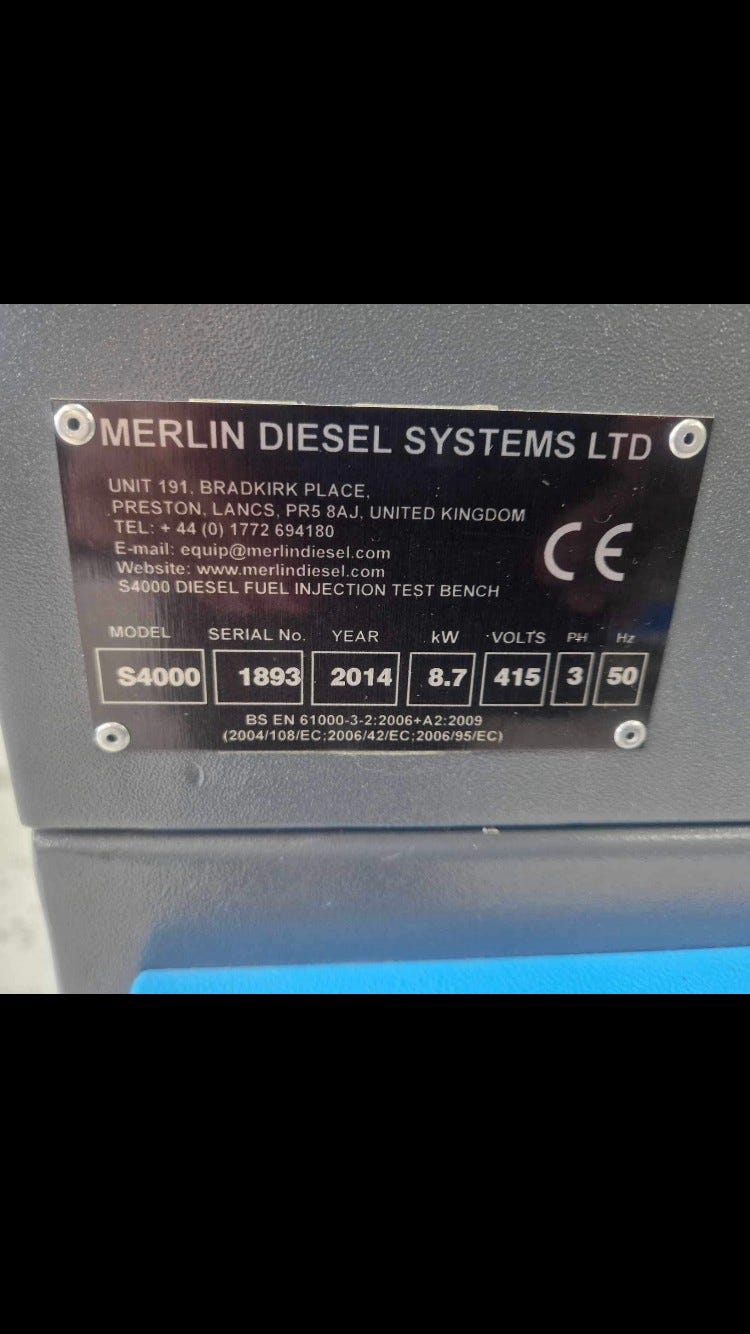 MERLIN DIESEL SYSTEMS LTD
UNIT 191, BRADKIRK PLACE,
PRESTON, LANCS, PR5 8AJ, UNITED KINGDOM
TEL: + 44 (0) 1772 694180
E-mail: equip@merlindiesel.com
Website: www.merlindiesel.com
S4000 DIESEL FUEL INJECTION TEST BENCH
CE
MODEL SERIAL No. YEAR kW VOLTS PH Hz
S4000 1893 2014 8.7 415 3 50
BS EN 61000-3-2:2006+A2:2009
(2004/108/EC;2006/42/EC;2006/95/EC)